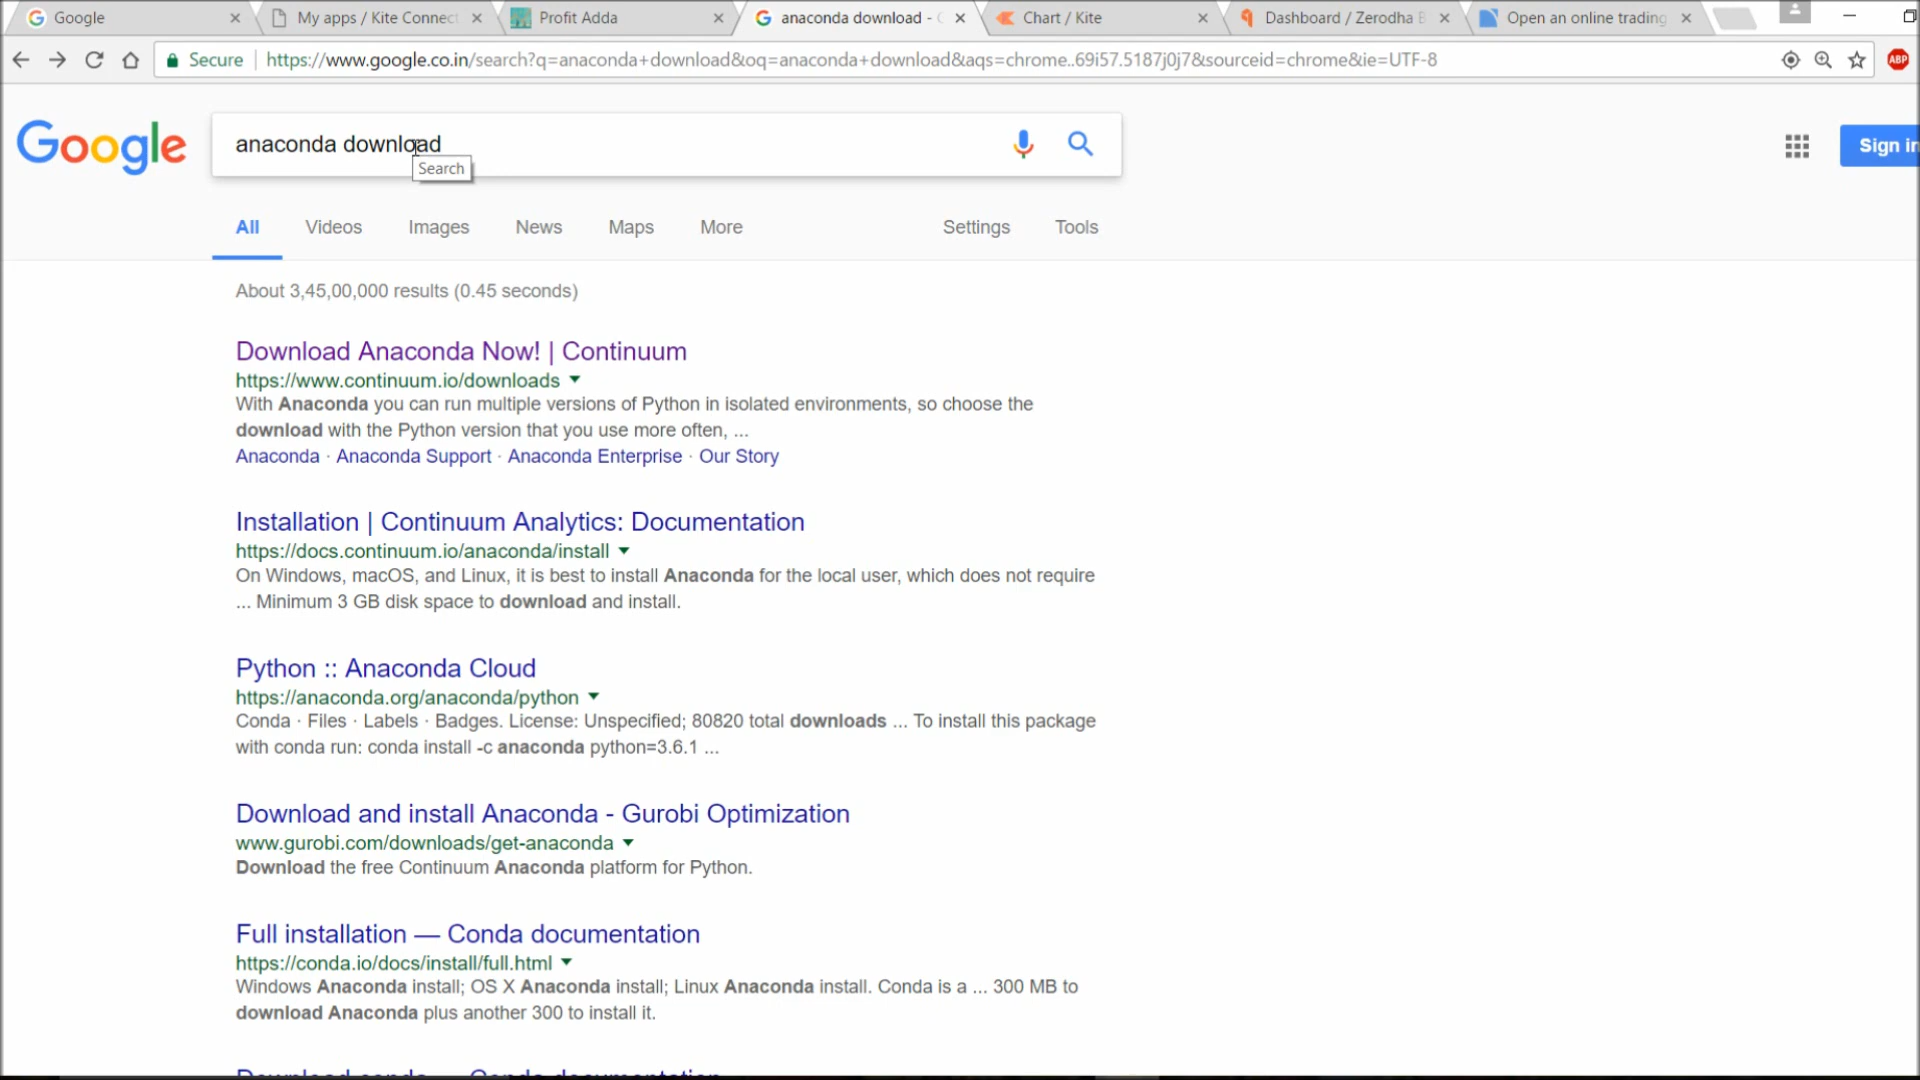 Google
My apps / Kite Connect
Profit Adda
anaconda download -
Chart / Kite
Dashboard / Zerodha
Open an online trading
Secure
https://www.google.co.in/search?q=anaconda+download&oq=anaconda+download&aqs=chrome..69i57.5187j0j7&sourceid=chrome&ie=UTF-8
ABP
Google
anaconda download
Search
Sign in
All
Videos
Images
News
Maps
More
Settings
Tools
About 3,45,00,000 results (0.45 seconds)
Download Anaconda Now! | Continuum
https://www.continuum.io/downloads
With Anaconda you can run multiple versions of Python in isolated environments, so choose the
download with the Python version that you use more often, ...
Anaconda · Anaconda Support · Anaconda Enterprise · Our Story
Installation | Continuum Analytics: Documentation
https://docs.continuum.io/anaconda/install
On Windows, macOS, and Linux, it is best to install Anaconda for the local user, which does not require
... Minimum 3 GB disk space to download and install.
Python :: Anaconda Cloud
https://anaconda.org/anaconda/python
Conda · Files · Labels · Badges. License: Unspecified; 80820 total downloads ... To install this package
with conda run: conda install -c anaconda python=3.6.1 ...
Download and install Anaconda - Gurobi Optimization
www.gurobi.com/downloads/get-anaconda
Download the free Continuum Anaconda platform for Python.
Full installation — Conda documentation
https://conda.io/docs/install/full.html
Windows Anaconda install; OS X Anaconda install; Linux Anaconda install. Conda is a ... 300 MB to
download Anaconda plus another 300 to install it.
Download conda — Conda documentation